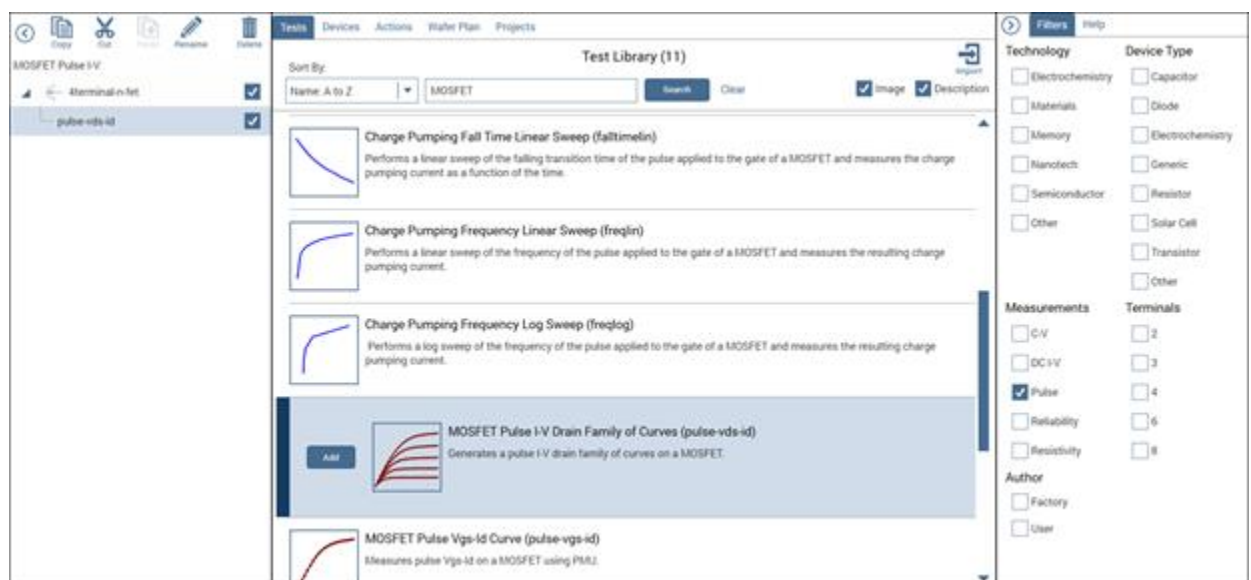 Copy
Cut
Paste
Rename
Delete
MOSFET Pulse I-V
4terminal-n-fet
pulse-vds-id
Tests Devices Actions Wafer Plan Projects
Test Library (11)
Import
Sort By:
Name: A to Z
MOSFET
Search
Clear
Image
Description
Charge Pumping Fall Time Linear Sweep (falltimelin)
Performs a linear sweep of the falling transition time of the pulse applied to the gate of a MOSFET and measures the charge
pumping current as a function of the time.
Charge Pumping Frequency Linear Sweep (freqlin)
Performs a linear sweep of the frequency of the pulse applied to the gate of a MOSFET and measures the resulting charge
pumping current.
Charge Pumping Frequency Log Sweep (freqlog)
Performs a log sweep of the frequency of the pulse applied to the gate of a MOSFET and measures the resulting charge
pumping current.
Add
MOSFET Pulse I-V Drain Family of Curves (pulse-vds-id)
Generates a pulse I-V drain family of curves on a MOSFET.
MOSFET Pulse Vgs-Id Curve (pulse-vgs-id)
Measures pulse Vgs-Id on a MOSFET using PMU.
Filters Help
Technology
Electrochemistry
Materials
Memory
Nanotech
Semiconductor
Other
Device Type
Capacitor
Diode
Electrochemistry
Generic
Resistor
Solar Cell
Transistor
Other
Measurements
C-V
DC I-V
Pulse
Reliability
Resistivity
Terminals
2
3
4
6
8
Author
Factory
User